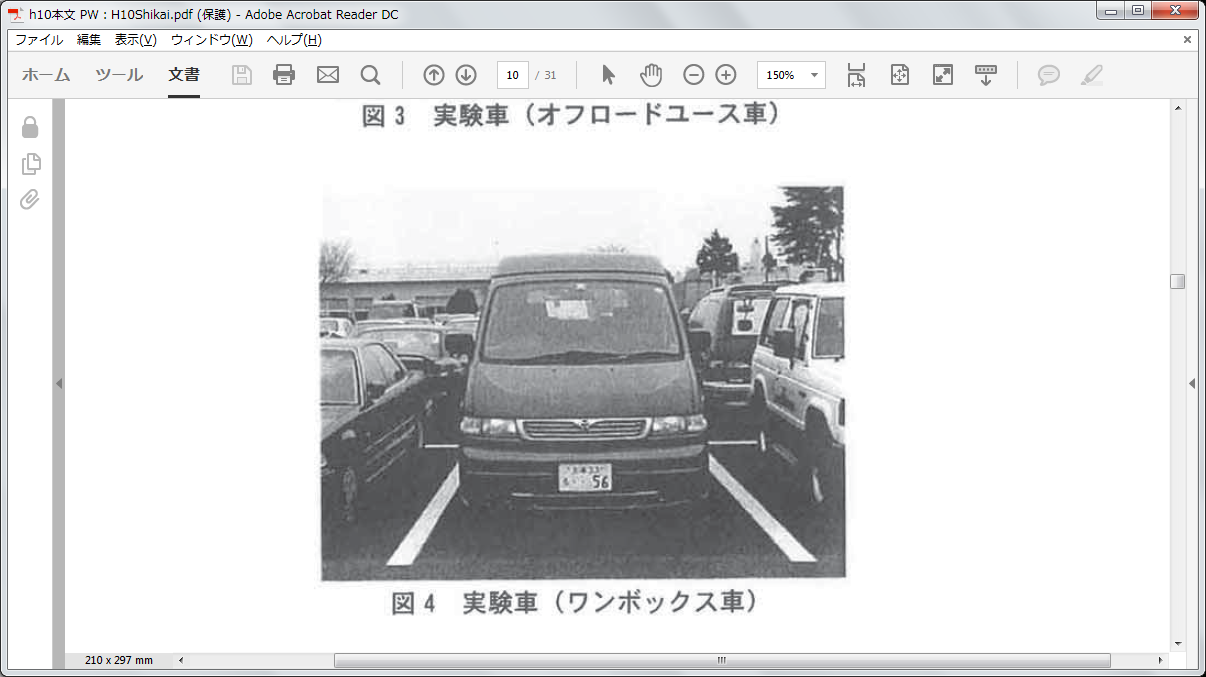 h10本文 PW : H10Shikai.pdf (保護) - Adobe Acrobat Reader DC
ファイル 編集 表示(V) ウィンドウ(W) ヘルプ(H)
ホーム ツール 文書 10 / 31 150%
図3 実験車（オフロードユース車）
56
図4 実験車（ワンボックス車）
210 x 297 mm